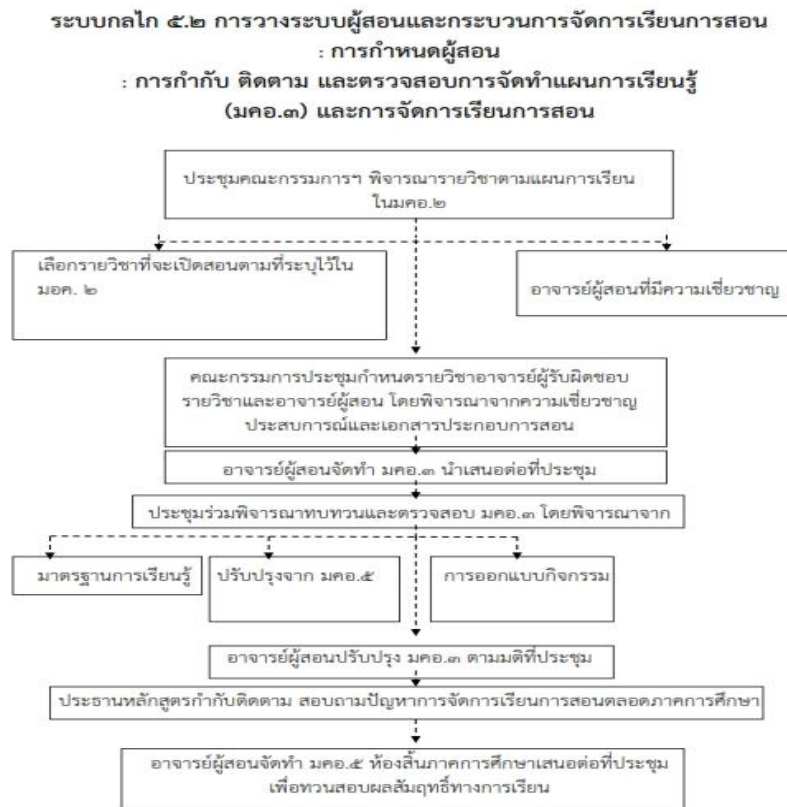 ระบบกลไก ๕.๒ การวางระบบผู้สอนและกระบวนการจัดการเรียนการสอน
: การกำหนดผู้สอน
: การกำกับ ติดตาม และตรวจสอบการจัดทำแผนการเรียนรู้
(มคอ.๓) และการจัดการเรียนการสอน
ประชุมคณะกรรมการฯ พิจารณารายวิชาตามแผนการเรียน
ในมคอ.๒
เลือกรายวิชาที่จะเปิดสอนตามที่ระบุไว้ใน
มอค. ๒
อาจารย์ผู้สอนที่มีความเชี่ยวชาญ
คณะกรรมการประชุมกำหนดรายวิชาอาจารย์ผู้รับผิดชอบ
รายวิชาและอาจารย์ผู้สอน โดยพิจารณาจากความเชี่ยวชาญ
ประสบการณ์และเอกสารประกอบการสอน
อาจารย์ผู้สอนจัดทำ มคอ.๓ นำเสนอต่อที่ประชุม
ประชุมร่วมพิจารณาทบทวนและตรวจสอบ มคอ.๓ โดยพิจารณาจาก
มาตรฐานการเรียนรู้
ปรับปรุงจาก มคอ.๕
การออกแบบกิจกรรม
อาจารย์ผู้สอนปรับปรุง มคอ.๓ ตามมติที่ประชุม
ประธานหลักสูตรกำกับติดตาม สอบถามปัญหาการจัดการเรียนการสอนตลอดภาคการศึกษา
อาจารย์ผู้สอนจัดทำ มคอ.๕ ห้องสิ้นภาคการศึกษาเสนอต่อที่ประชุม
เพื่อทวนสอบผลสัมฤทธิ์ทางการเรียน